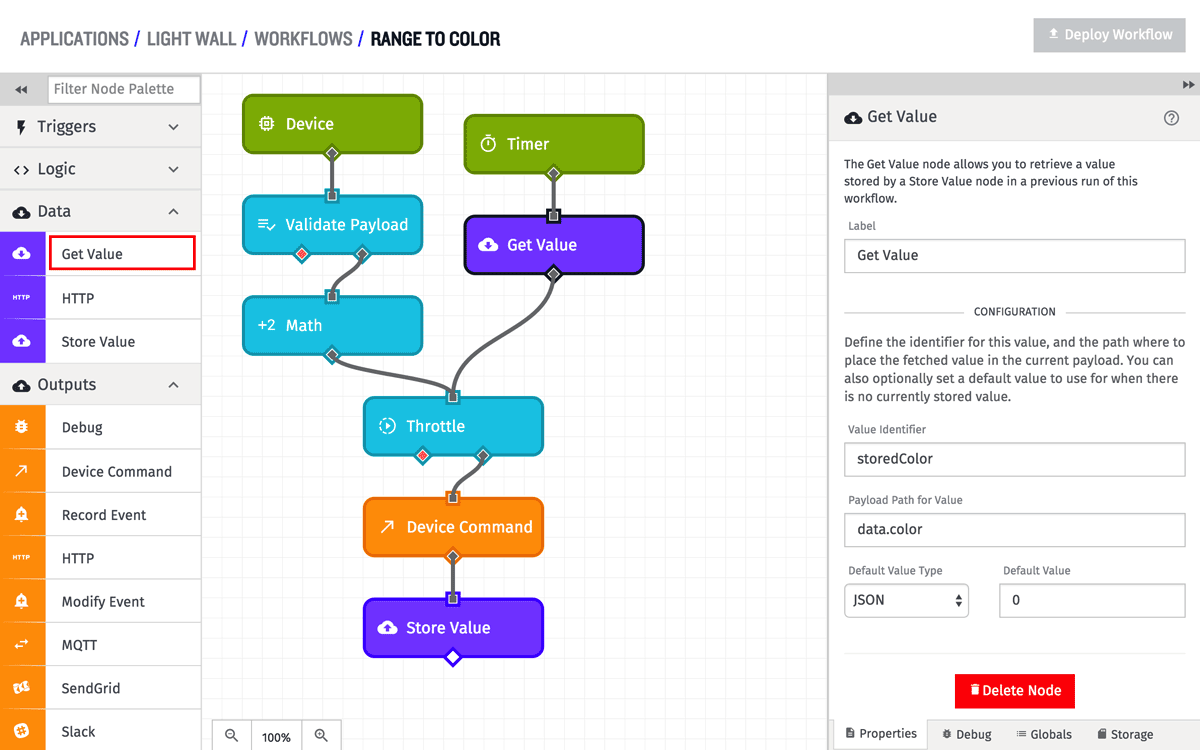 APPLICATIONS / LIGHT WALL / WORKFLOWS / RANGE TO COLOR
Deploy Workflow
Filter Node Palette
Triggers
Logic
Data
Get Value
HTTP
HTTP
Store Value
Outputs
Debug
Device Command
Record Event
HTTP
HTTP
Modify Event
MQTT
SendGrid
Slack
Device
Timer
Validate Payload
Get Value
+2 Math
Throttle
Device Command
Store Value
100%
Get Value
The Get Value node allows you to retrieve a value
stored by a Store Value node in a previous run of this
workflow.
Label
Get Value
CONFIGURATION
Define the identifier for this value, and the path where to
place the fetched value in the current payload. You can
also optionally set a default value to use for when there
is no currently stored value.
Value Identifier
storedColor
Payload Path for Value
data.color
Default Value Type
Default Value
JSON
0
Delete Node
Properties
Debug
Globals
Storage